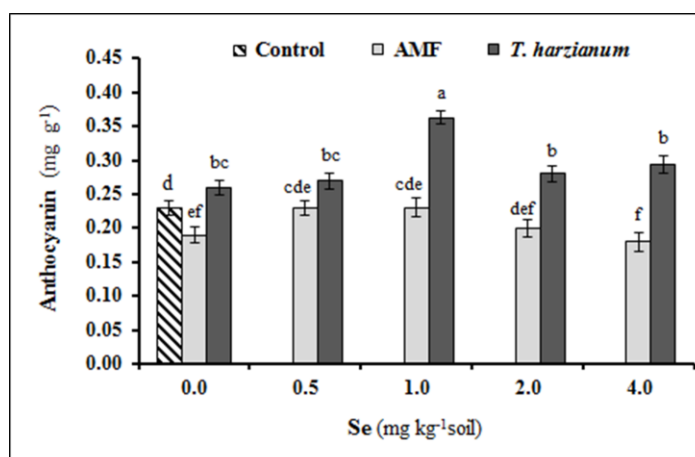 Control AMF T. harzianum
Anthocyanin (mg g⁻¹)
0.45
0.40
0.35
0.30
0.25
0.20
0.15
0.10
0.05
0.00
d ef bc
cde bc
cde a
def b
f b
0.0 0.5 1.0 2.0 4.0
Se (mg kg⁻¹soil)